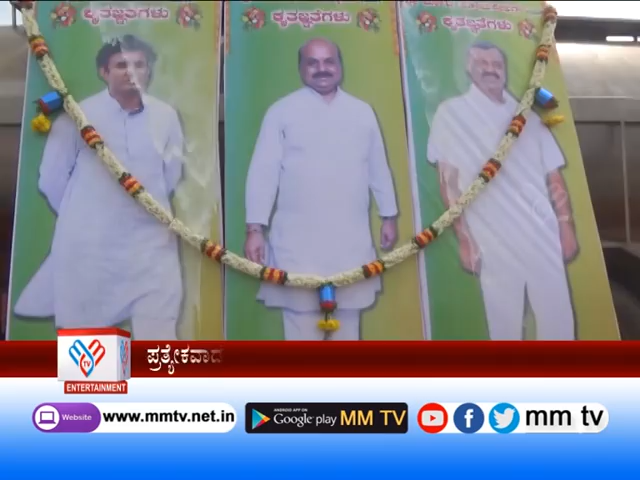 ಕೃತಜ್ಞತೆಗಳು
ಕೃತಜ್ಞತೆಗಳು
ಕೃತಜ್ಞತೆಗಳು
ಪ್ರತ್ಯೇಕವಾದ
TV
ENTERTAINMENT
Website
www.mmtv.net.in
ANDROID APP ON
Google play
MM TV
mm tv